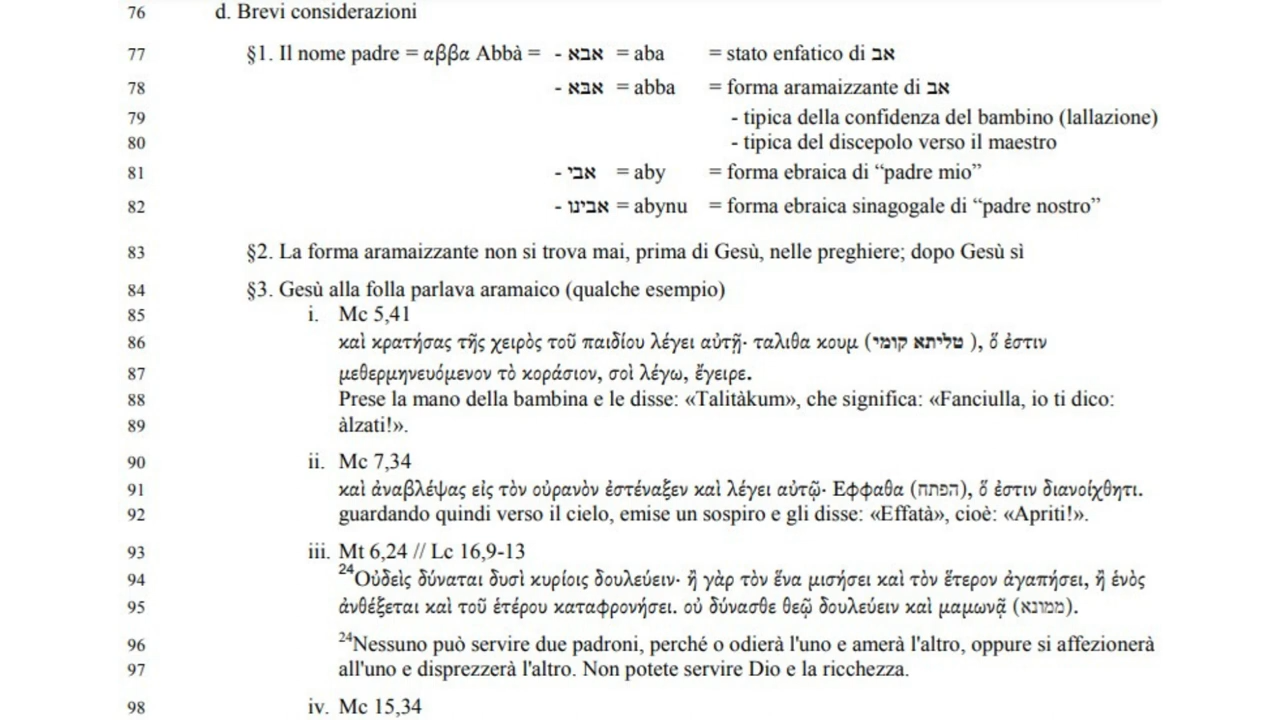 76 d. Brevi considerazioni
77 §1. Il nome padre = αββα Abbà = - אבא = aba = stato enfatico di אב
78 - אבּא = abba = forma aramaizzante di אב
79 - tipica della confidenza del bambino (lallazione)
80 - tipica del discepolo verso il maestro
81 - אבי = aby = forma ebraica di “padre mio”
82 - אבינו = abynu = forma ebraica sinagogale di “padre nostro”
83 §2. La forma aramaizzante non si trova mai, prima di Gesù, nelle preghiere; dopo Gesù sì
84 §3. Gesù alla folla parlava aramaico (qualche esempio)
85 i. Mc 5,41
86 καὶ κρατήσας τῆς χειρὸς τοῦ παιδίου λέγει αὐτῇ· ταλιθα κουμ (טליתא קומי ), ὅ ἐστιν
87 μεθερμηνευόμενον τὸ κοράσιον, σοὶ λέγω, ἔγειρε.
88 Prese la mano della bambina e le disse: «Talitàkum», che significa: «Fanciulla, io ti dico:
89 àlzati!».
90 ii. Mc 7,34
91 καὶ ἀναβλέψας εἰς τὸν οὐρανὸν ἐστέναξεν καὶ λέγει αὐτῷ· Εφφαθα (הפתח), ὅ ἐστιν διανοίχθητι.
92 guardando quindi verso il cielo, emise un sospiro e gli disse: «Effatà», cioè: «Apriti!».
93 iii. Mt 6,24 // Lc 16,9-13
94 24Οὐδεὶς δύναται δυσὶ κυρίοις δουλεύειν· ἢ γὰρ τὸν ἕνα μισήσει καὶ τὸν ἕτερον ἀγαπήσει, ἢ ἑνὸς
95 ἀνθέξεται καὶ τοῦ ἑτέρου καταφρονήσει. οὐ δύνασθε θεῷ δουλεύειν καὶ μαμωνᾷ (ממונא).
96 24Nessuno può servire due padroni, perché o odierà l'uno e amerà l'altro, oppure si affezionerà
97 all'uno e disprezzerà l'altro. Non potete servire Dio e la ricchezza.
98 iv. Mc 15,34